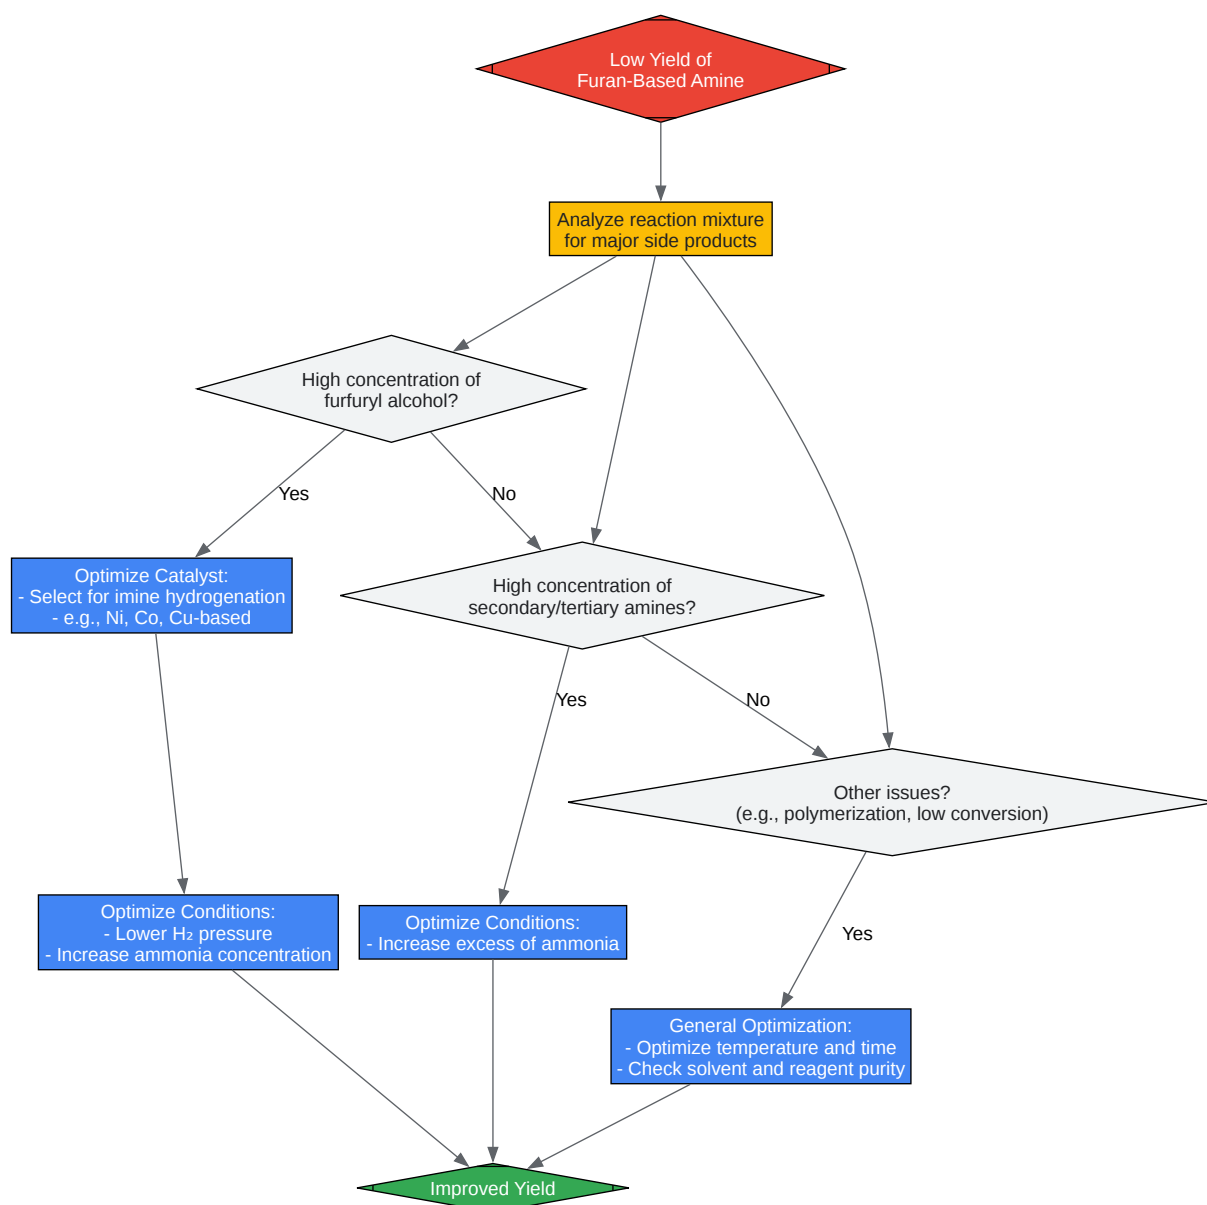 Low Yield of
Furan-Based Amine
Analyze reaction mixture
for major side products
High concentration of
furfuryl alcohol?
Yes
No
Optimize Catalyst:
- Select for imine hydrogenation
- e.g., Ni, Co, Cu-based
High concentration of
secondary/tertiary amines?
Yes
No
Other issues?
(e.g., polymerization, low conversion)
Yes
Optimize Conditions:
- Lower H₂ pressure
- Increase ammonia concentration
Optimize Conditions:
- Increase excess of ammonia
General Optimization:
- Optimize temperature and time
- Check solvent and reagent purity
Improved Yield